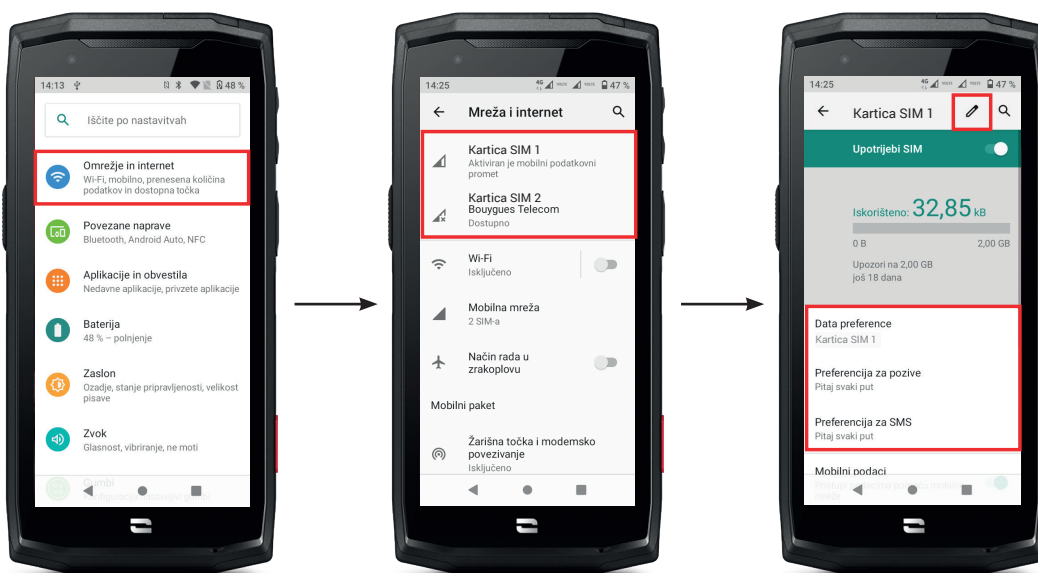 14:13
48 %
Iščite po nastavitvah
Omrežje in internet
Wi-Fi, mobilno, prenesena količina
podatkov in dostopna točka
Povezane naprave
Bluetooth, Android Auto, NFC
Aplikacije in obvestila
Nedavne aplikacije, privzete aplikacije
Baterija
48 % – polnjenje
Zaslon
Ozadje, stanje pripravljenosti, velikost
pisave
Zvok
Glasnost, vibriranje, ne moti
Gumbi
14:25
4G
47 %
Mreža i internet
Kartica SIM 1
Aktiviran je mobilni podatkovni
promet
Kartica SIM 2
Bouygues Telecom
Dostupno
Wi-Fi
Isključeno
Mobilna mreža
2 SIM-a
Način rada u
zrakoplovu
Mobilni paket
Žarišna točka i modemsko
povezivanje
Isključeno
14:25
4G
47 %
Kartica SIM 1
Upotrijebi SIM
Iskorišteno: 32,85 kB
0 B 2,00 GB
Upozori na 2,00 GB
još 18 dana
Data preference
Kartica SIM 1
Preferencija za pozive
Pitaj svaki put
Preferencija za SMS
Pitaj svaki put
Mobilni podaci